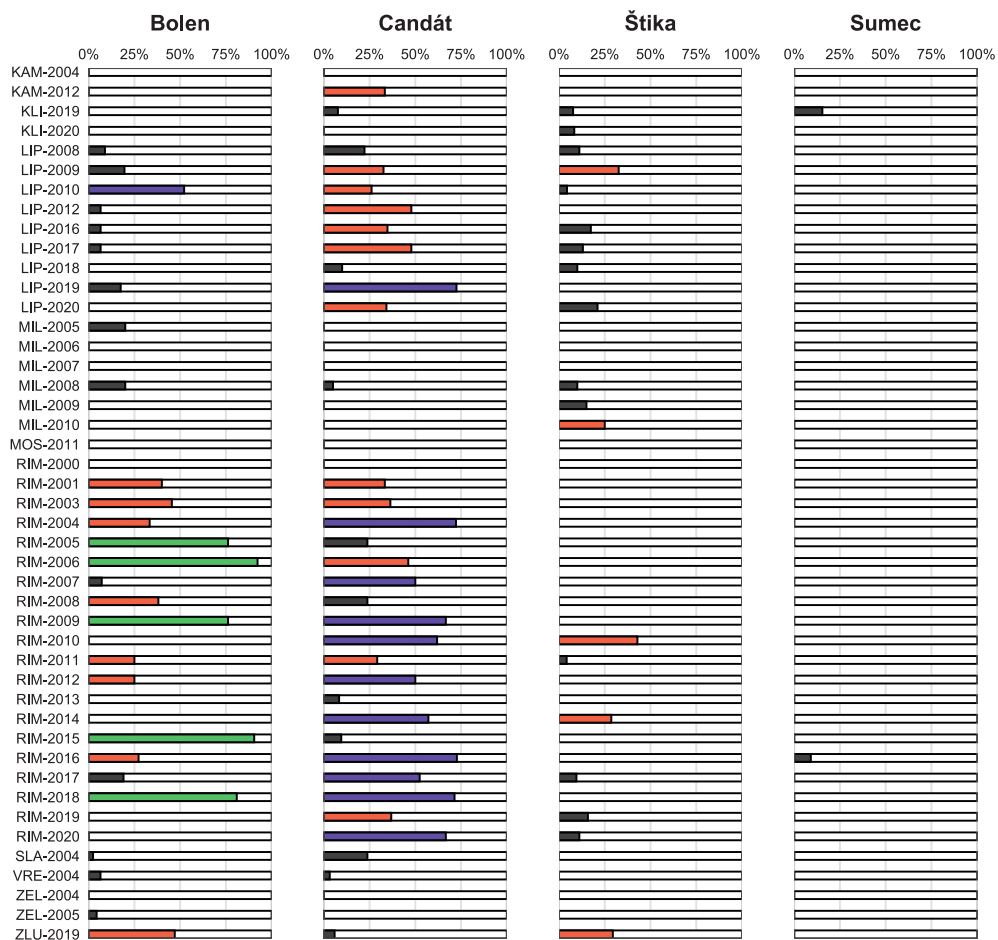 Bolen Candát Štika Sumec
0% 50% 100% 0% 25% 50% 75% 100% 0% 25% 50% 75% 100% 0% 25% 50% 75% 100%
KAM-2004
KAM-2012
KLI-2019
KLI-2020
LIP-2008
LIP-2009
LIP-2010
LIP-2012
LIP-2016
LIP-2017
LIP-2018
LIP-2019
LIP-2020
MIL-2005
MIL-2006
MIL-2007
MIL-2008
MIL-2009
MIL-2010
MOS-2011
RIM-2000
RIM-2001
RIM-2003
RIM-2004
RIM-2005
RIM-2006
RIM-2007
RIM-2008
RIM-2009
RIM-2010
RIM-2011
RIM-2012
RIM-2013
RIM-2014
RIM-2015
RIM-2016
RIM-2017
RIM-2018
RIM-2019
RIM-2020
SLA-2004
VRE-2004
ZEL-2004
ZEL-2005
ZLU-2019